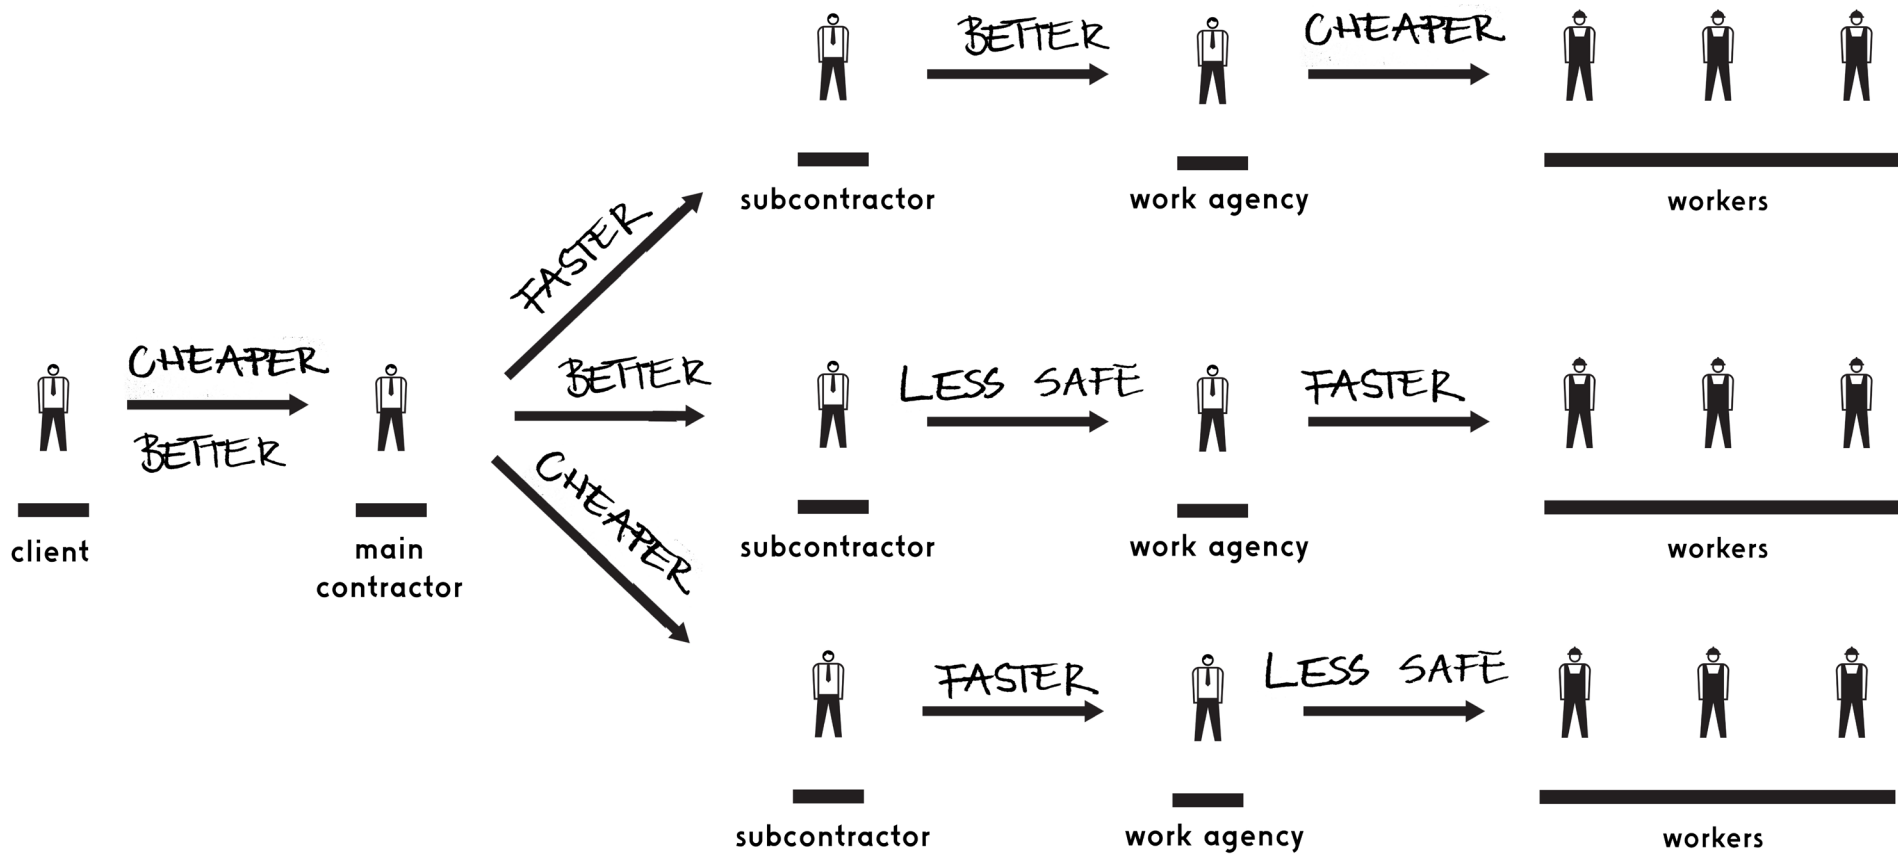 BETTER
CHEAPER
subcontractor
work agency
workers
FASTER
CHEAPER
BETTER
client
main
contractor
BETTER
LESS SAFE
FASTER
subcontractor
work agency
workers
CHEAPER
FASTER
LESS SAFE
subcontractor
work agency
workers